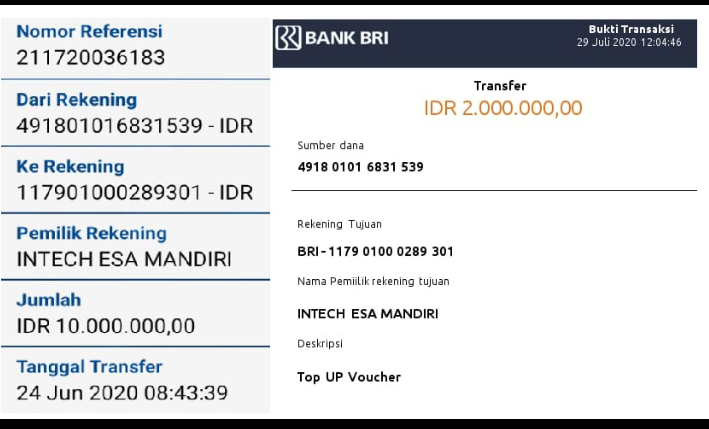 Nomor Referensi
211720036183
Dari Rekening
491801016831539 - IDR
Ke Rekening
117901000289301 - IDR
Pemilik Rekening
INTECH ESA MANDIRI
Jumlah
IDR 10.000.000,00
Tanggal Transfer
24 Jun 2020 08:43:39
BANK BRI
Bukti Transaksi
29 Juli 2020 12:04:46
Transfer
IDR 2.000.000,00
Sumber dana
4918 0101 6831 539
Rekening Tujuan
BRI-1179 0100 0289 301
Nama Pemiilik rekening tujuan
INTECH ESA MANDIRI
Deskripsi
Top UP Voucher